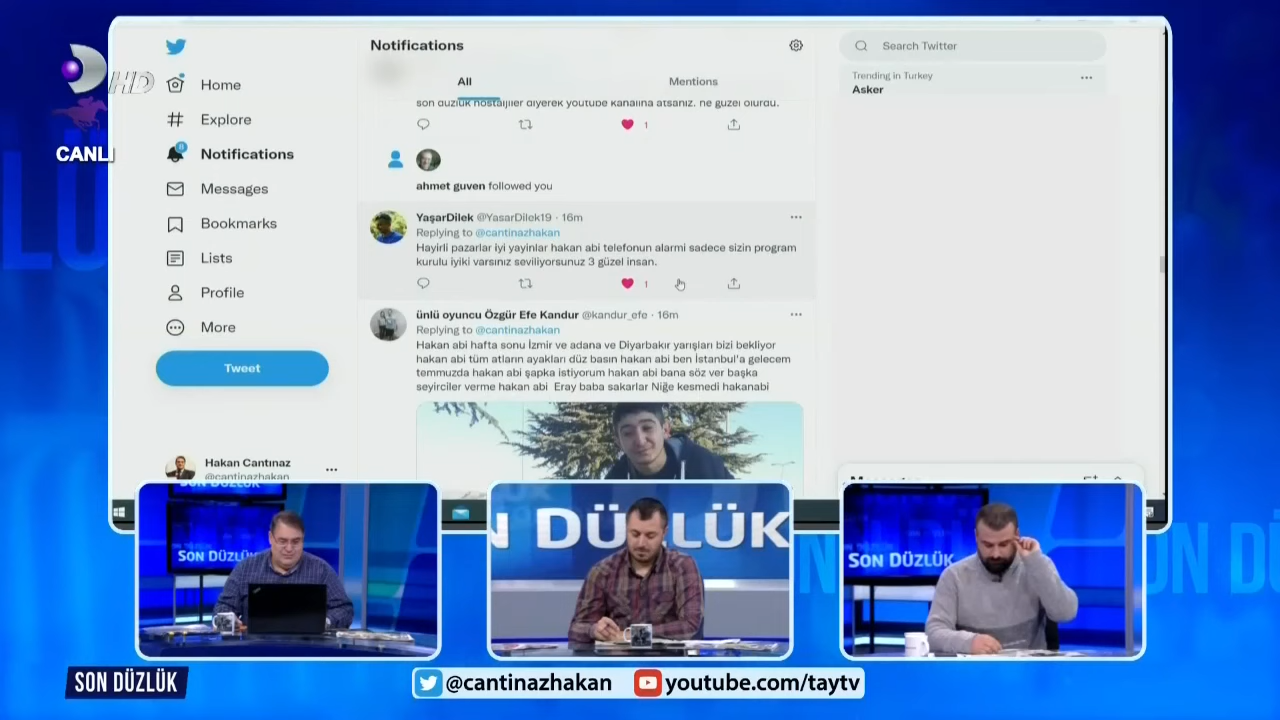 HD
CANLI
Home
Explore
Notifications
Messages
Bookmarks
Lists
Profile
More
Tweet
Hakan Cantınaz
@cantinazhakan
Notifications
All
Mentions
son düzlük nostaljiler diyerek youtube kanalına atsanız. ne güzel olurdu.
1
ahmet guven followed you
YaşarDilek @YasarDilek19 · 16m
Replying to @cantinazhakan
Hayirli pazarlar iyi yayinlar hakan abi telefonun alarmi sadece sizin program
kurulu iyiki varsınız seviliyorsunuz 3 güzel insan.
1
ünlü oyuncu Özgür Efe Kandur @kandur_efe · 16m
Replying to @cantinazhakan
Hakan abi hafta sonu İzmir ve adana ve Diyarbakır yarışları bizi bekliyor
hakan abi tüm atların ayakları düz basın hakan abi ben İstanbul'a gelecem
temmuzda hakan abi şapka istiyorum hakan abi bana söz ver başka
seyirciler verme hakan abi Eray baba sakarlar Niğe kesmedi hakanabi
Search Twitter
Trending in Turkey
Asker
SON DÜZLÜK
N DÜZLÜK
SON DÜZLÜK
SON DÜZLÜK
@cantinazhakan
youtube.com/taytv